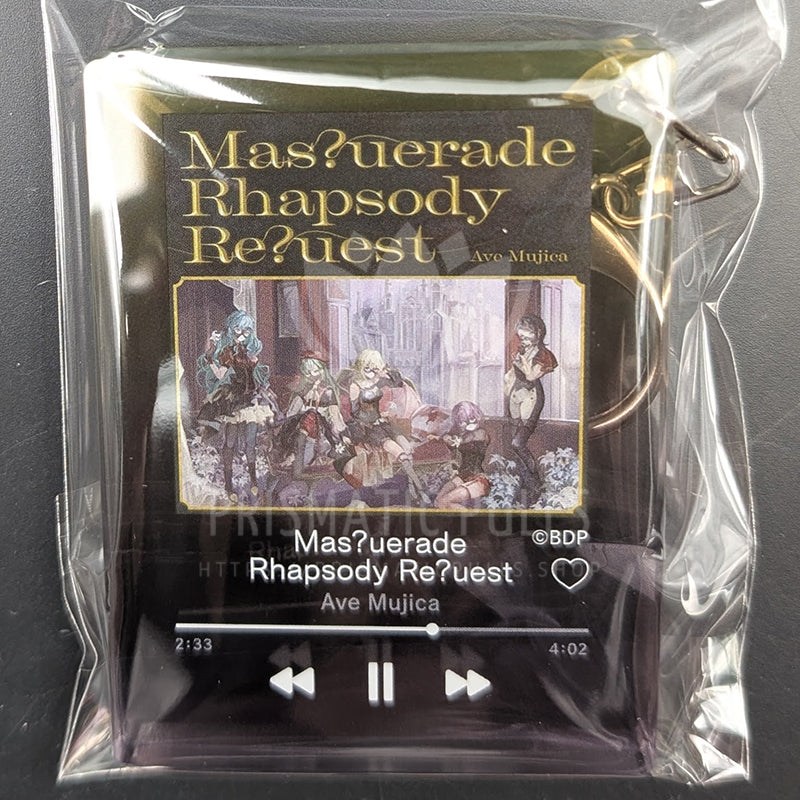 Mas?uerade
Rhapsody
Re?uest
Ave Mujica
PRISMATIC PULLS
©BDP
Mas?uerade
Rhapsody Re?uest
Ave Mujica
2:33
4:02